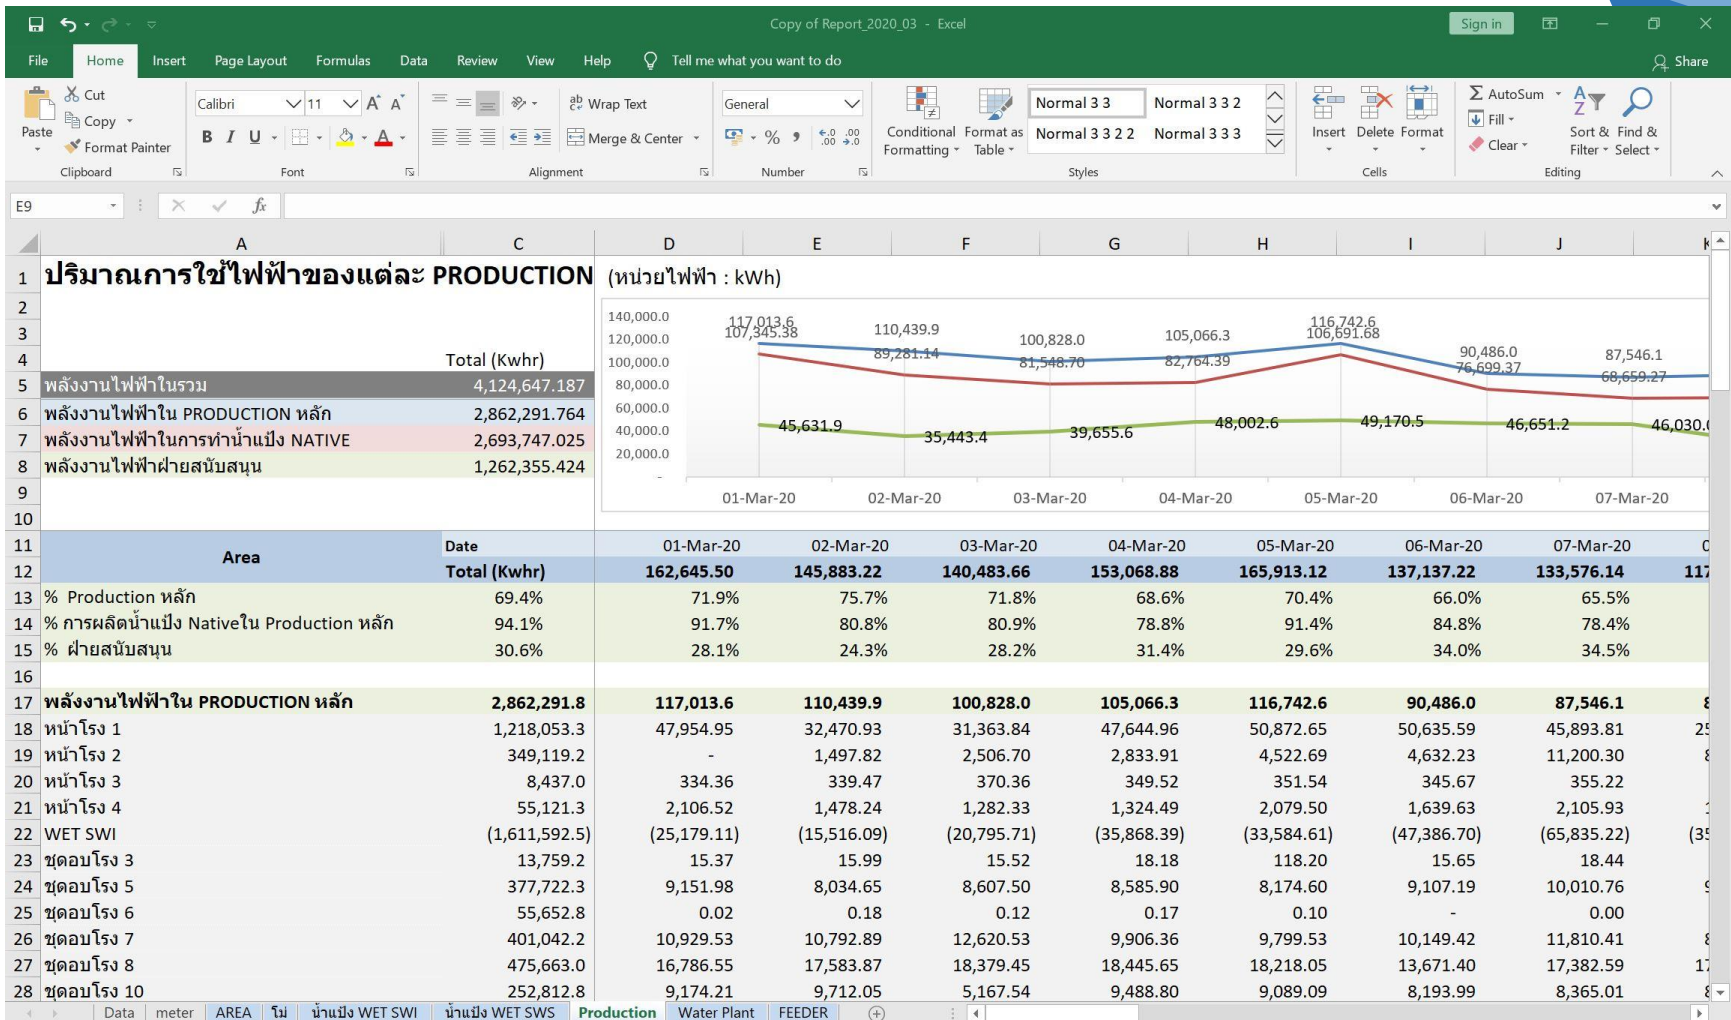 Copy of Report_2020_03 - Excel
Sign in
File Home Insert Page Layout Formulas Data Review View Help Tell me what you want to do Share
Paste Cut Copy Format Painter Clipboard
Calibri 11 B I U Font
Wrap Text Merge & Center Alignment
General Number
Conditional Formatting Format as Table
Normal 3 3 Normal 3 3 2
Normal 3 3 2 2 Normal 3 3 3
Styles
Insert Delete Format Cells
AutoSum Fill Clear Sort & Filter Find & Select Editing
E9 fx
A C D E F G H I J
1 ปริมาณการใช้ไฟฟ้าของแต่ละ PRODUCTION (หน่วยไฟฟ้า : kWh)
2
3
4 Total (Kwhr)
5 พลังงานไฟฟ้าในรวม 4,124,647.187
6 พลังงานไฟฟ้าใน PRODUCTION หลัก 2,862,291.764
7 พลังงานไฟฟ้าในการทำน้ำแป้ง NATIVE 2,693,747.025
8 พลังงานไฟฟ้าฝ่ายสนับสนุน 1,262,355.424
9
10
140,000.0
120,000.0
100,000.0
80,000.0
60,000.0
40,000.0
20,000.0
-
117,013.6 110,439.9 100,828.0 105,066.3 116,742.6 90,486.0 87,546.1
107,345.38 89,281.14 81,548.70 82,764.39 106,691.68 76,699.37 68,659.27
45,631.9 35,443.4 39,655.6 48,002.6 49,170.5 46,651.2 46,030.
01-Mar-20 02-Mar-20 03-Mar-20 04-Mar-20 05-Mar-20 06-Mar-20 07-Mar-20
11 Area Date 01-Mar-20 02-Mar-20 03-Mar-20 04-Mar-20 05-Mar-20 06-Mar-20 07-Mar-20
12 Total (Kwhr) 162,645.50 145,883.22 140,483.66 153,068.88 165,913.12 137,137.22 133,576.14 117
13 % Production หลัก 69.4% 71.9% 75.7% 71.8% 68.6% 70.4% 66.0% 65.5%
14 % การผลิตน้ำแป้ง Nativeใน Production หลัก 94.1% 91.7% 80.8% 80.9% 78.8% 91.4% 84.8% 78.4%
15 % ฝ่ายสนับสนุน 30.6% 28.1% 24.3% 28.2% 31.4% 29.6% 34.0% 34.5%
16
17 พลังงานไฟฟ้าใน PRODUCTION หลัก 2,862,291.8 117,013.6 110,439.9 100,828.0 105,066.3 116,742.6 90,486.0 87,546.1
18 หน้าโรง 1 1,218,053.3 47,954.95 32,470.93 31,363.84 47,644.96 50,872.65 50,635.59 45,893.81 25
19 หน้าโรง 2 349,119.2 - 1,497.82 2,506.70 2,833.91 4,522.69 4,632.23 11,200.30
20 หน้าโรง 3 8,437.0 334.36 339.47 370.36 349.52 351.54 345.67 355.22
21 หน้าโรง 4 55,121.3 2,106.52 1,478.24 1,282.33 1,324.49 2,079.50 1,639.63 2,105.93
22 WET SWI (1,611,592.5) (25,179.11) (15,516.09) (20,795.71) (35,868.39) (33,584.61) (47,386.70) (65,835.22) (35
23 ชุดอบโรง 3 13,759.2 15.37 15.99 15.52 18.18 118.20 15.65 18.44
24 ชุดอบโรง 5 377,722.3 9,151.98 8,034.65 8,607.50 8,585.90 8,174.60 9,107.19 10,010.76
25 ชุดอบโรง 6 55,652.8 0.02 0.18 0.12 0.17 0.10 - 0.00
26 ชุดอบโรง 7 401,042.2 10,929.53 10,792.89 12,620.53 9,906.36 9,799.53 10,149.42 11,810.41
27 ชุดอบโรง 8 475,663.0 16,786.55 17,583.87 18,379.45 18,445.65 18,218.05 13,671.40 17,382.59 17
28 ชุดอบโรง 10 252,812.8 9,174.21 9,712.05 5,167.54 9,488.80 9,089.09 8,193.99 8,365.01
Data meter AREA โม่ น้ำแป้ง WET SWI น้ำแป้ง WET SWS Production Water Plant FEEDER